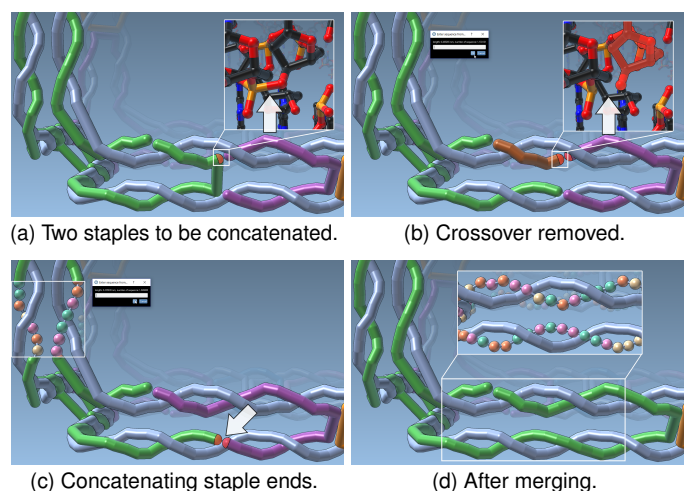 (a) Two staples to be concatenated.
(b) Crossover removed.
(c) Concatenating staple ends.
(d) After merging.